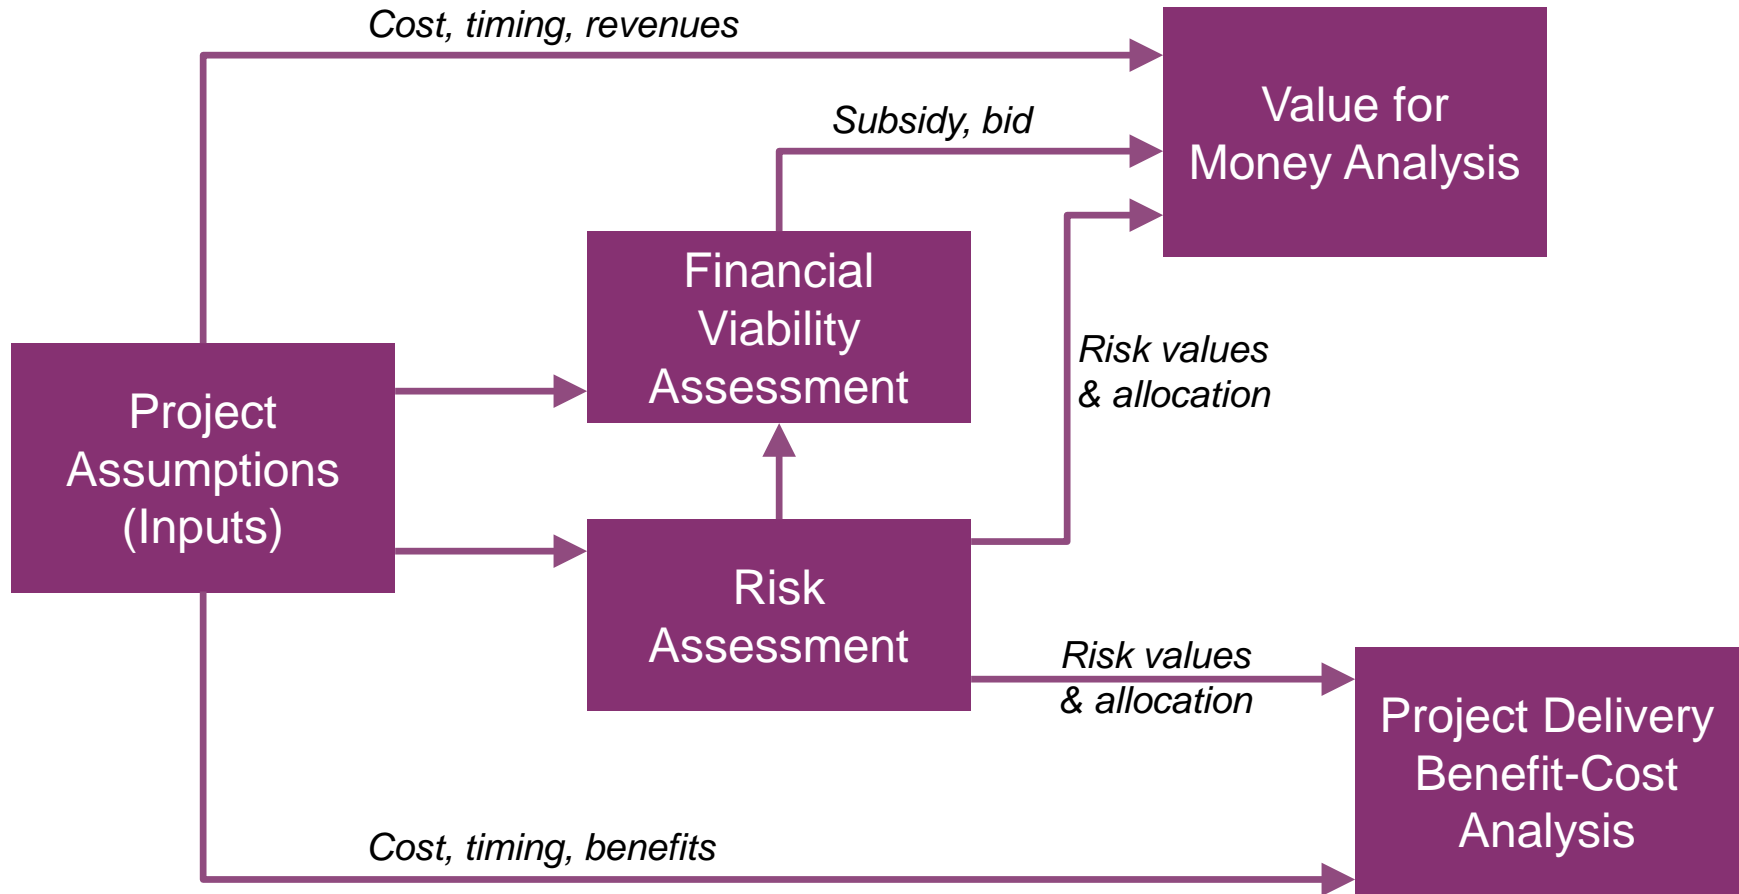 Cost, timing, revenues
Value for
Money Analysis
Subsidy, bid
Financial
Viability
Assessment
Risk values
& allocation
Project
Assumptions
(Inputs)
Risk
Assessment
Risk values
& allocation
Project Delivery
Benefit-Cost
Analysis
Cost, timing, benefits